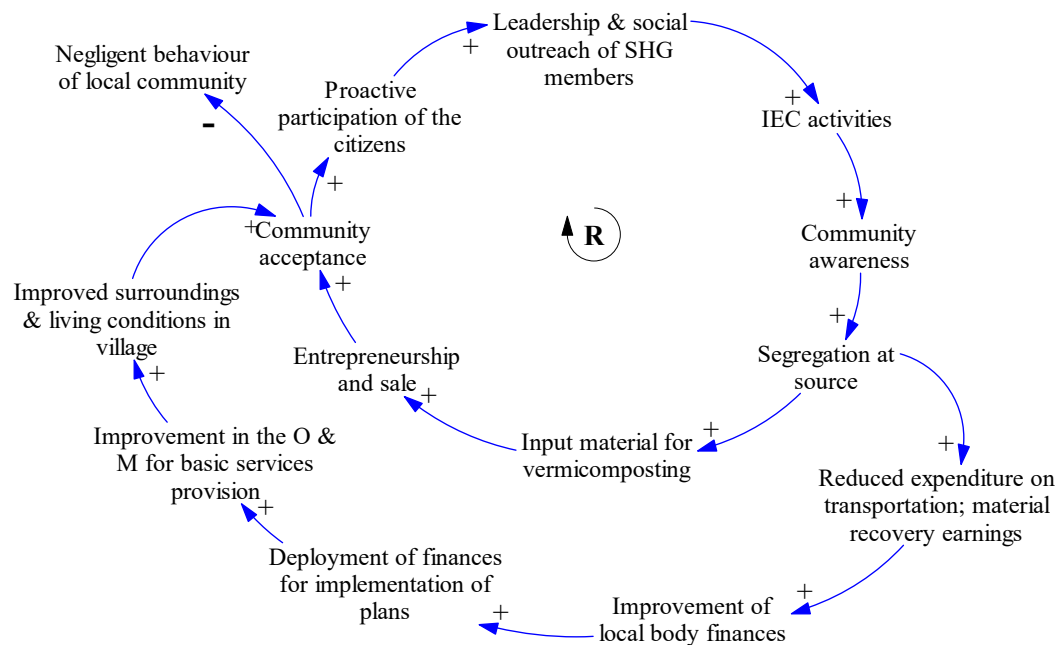 Leadership & social
outreach of SHG
members
+
Negligent behaviour
of local community
-
Proactive
participation of the
citizens
+
+
IEC activities
+
Community
awareness
+
Community
acceptance
+
+
R
Improved surroundings
& living conditions in
village
+
Entrepreneurship
and sale
+
+
Segregation at
source
Input material for
vermicomposting
+
+
Reduced expenditure on
transportation; material
recovery earnings
Improvement in the O &
M for basic services
provision
+
Deployment of finances
for implementation of
plans
+
+
Improvement of
local body finances